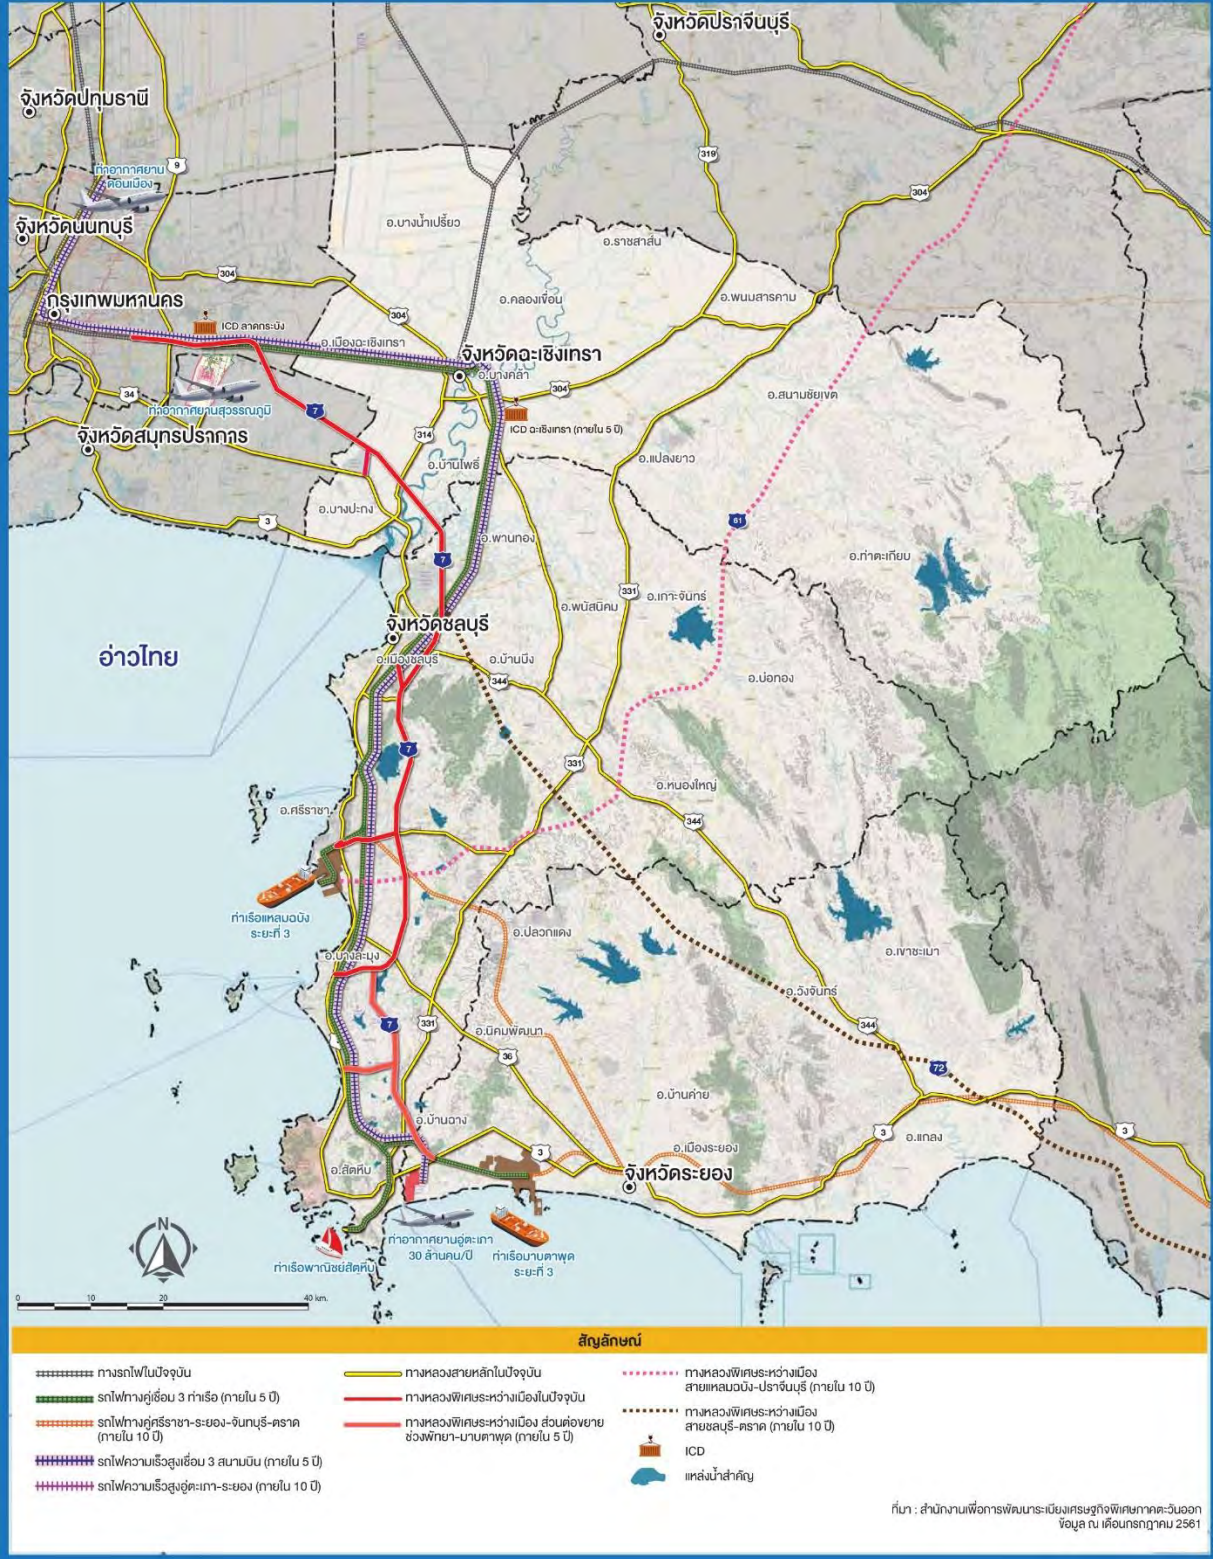 จังหวัดปราจีนบุรี
จังหวัดปทุมธานี
9
319
ท่าอากาศยาน
ดอนเมือง
304
อ.บางน้ำเปรี้ยว
จังหวัดนนทบุรี
อ.ราชสาส์น
304
อ.คลองเขื่อน
อ.พนมสารคาม
กรุงเทพมหานคร
304
ICD ลาดกระบัง
อ.เมืองฉะเชิงเทรา
จังหวัดฉะเชิงเทรา
อ.บางคล้า
304
34
อ.สนามชัยเขต
ท่าอากาศยานสุวรรณภูมิ
7
ICD ฉะเชิงเทรา (ภายใน 5 ปี)
จังหวัดสมุทรปราการ
314
อ.แปลงยาว
อ.บ้านโพธิ์
อ.บางปะกง
3
61
อ.พานทอง
7
อ.ท่าตะเกียบ
331
อ.เกาะจันทร์
อ.พนัสนิคม
จังหวัดชลบุรี
อ่าวไทย
อ.เมืองชลบุรี
อ.บ้านบึง
344
อ.บ่อทอง
7
331
อ.หนองใหญ่
อ.ศรีราชา
344
ท่าเรือแหลมฉบัง
ระยะที่ 3
อ.ปลวกแดง
อ.บางละมุง
อ.เขาชะเมา
อ.วังจันทร์
7
331
อ.นิคมพัฒนา
344
36
72
อ.บ้านค่าย
อ.บ้านฉาง
3
3
อ.แกลง
3
อ.เมืองระยอง
อ.สัตหีบ
จังหวัดระยอง
N
ท่าอากาศยานอู่ตะเภา
30 ล้านคน/ปี
ท่าเรือมาบตาพุด
ระยะที่ 3
ท่าเรือพาณิชย์สัตหีบ
0 10 20 40 km.
สัญลักษณ์
ทางรถไฟในปัจจุบัน
รถไฟทางคู่เชื่อม 3 ท่าเรือ (ภายใน 5 ปี)
รถไฟทางคู่ศรีราชา-ระยอง-จันทบุรี-ตราด
(ภายใน 10 ปี)
รถไฟความเร็วสูงเชื่อม 3 สนามบิน (ภายใน 5 ปี)
รถไฟความเร็วสูงอู่ตะเภา-ระยอง (ภายใน 10 ปี)
ทางหลวงสายหลักในปัจจุบัน
ทางหลวงพิเศษระหว่างเมืองในปัจจุบัน
ทางหลวงพิเศษระหว่างเมือง ส่วนต่อขยาย
ช่วงพัทยา-มาบตาพุด (ภายใน 5 ปี)
ทางหลวงพิเศษระหว่างเมือง
สายแหลมฉบัง-ปราจีนบุรี (ภายใน 10 ปี)
ทางหลวงพิเศษระหว่างเมือง
สายชลบุรี-ตราด (ภายใน 10 ปี)
ICD
แหล่งน้ำสำคัญ
ที่มา : สำนักงานเพื่อการพัฒนาระเบียงเศรษฐกิจพิเศษภาคตะวันออก
ข้อมูล ณ เดือนกรกฎาคม 2561